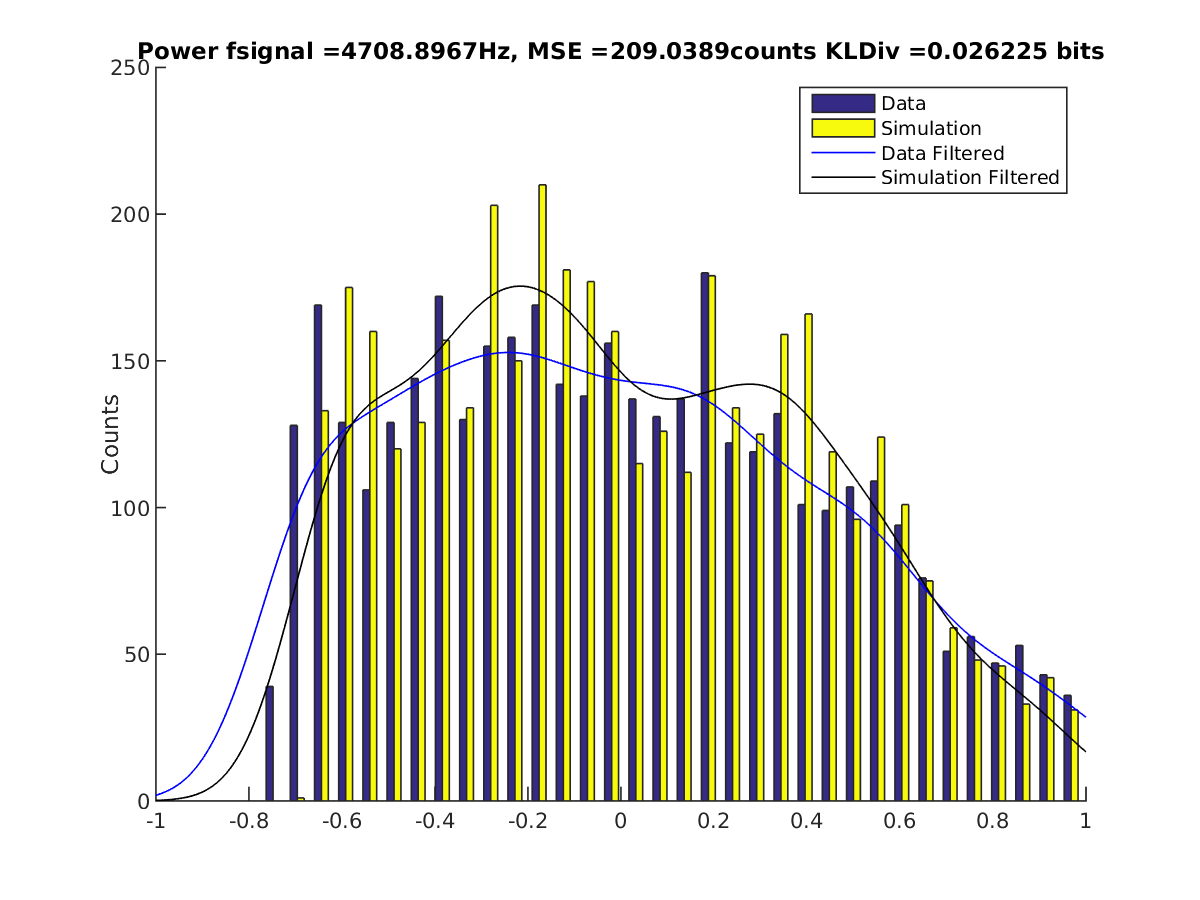 Power fsignal =4708.8967Hz, MSE =209.0389counts KLDiv =0.026225 bits
250
200
150
100
50
0
Counts
Data
Simulation
Data Filtered
Simulation Filtered
-1 -0.8 -0.6 -0.4 -0.2 0 0.2 0.4 0.6 0.8 1